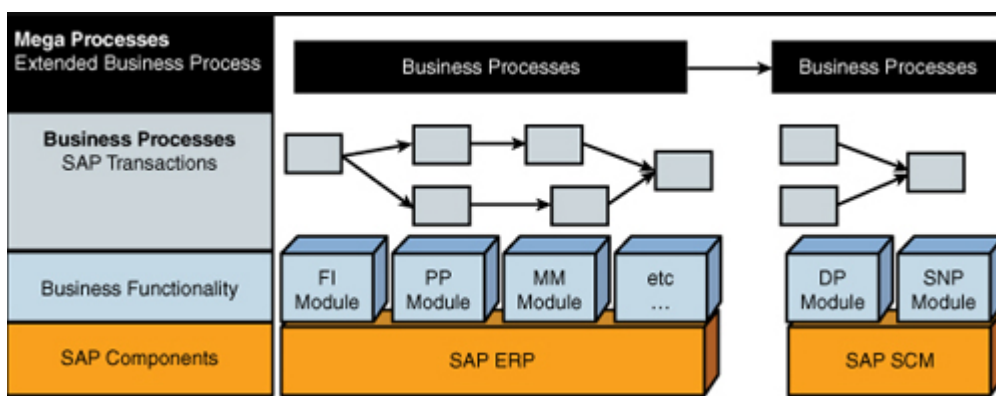 Mega Processes
Extended Business Process
Business Processes
Business Processes
Business Processes
SAP Transactions
Business Functionality
FI
Module
PP
Module
MM
Module
etc
...
DP
Module
SNP
Module
SAP Components
SAP ERP
SAP SCM